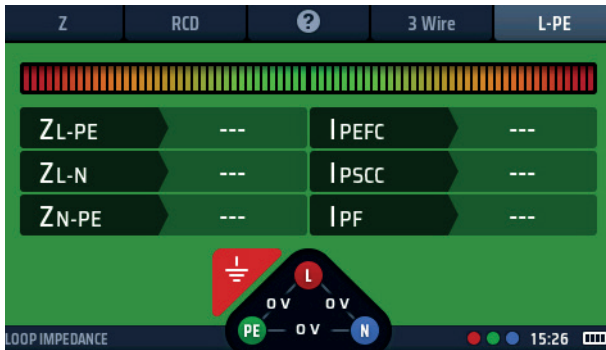 Z RCD ? 3 Wire L-PE
ZL-PE --- IPEFC ---
ZL-N --- IPSCC ---
ZN-PE --- IPF ---
L
0 V 0 V
PE 0 V N
LOOP IMPEDANCE 15:26